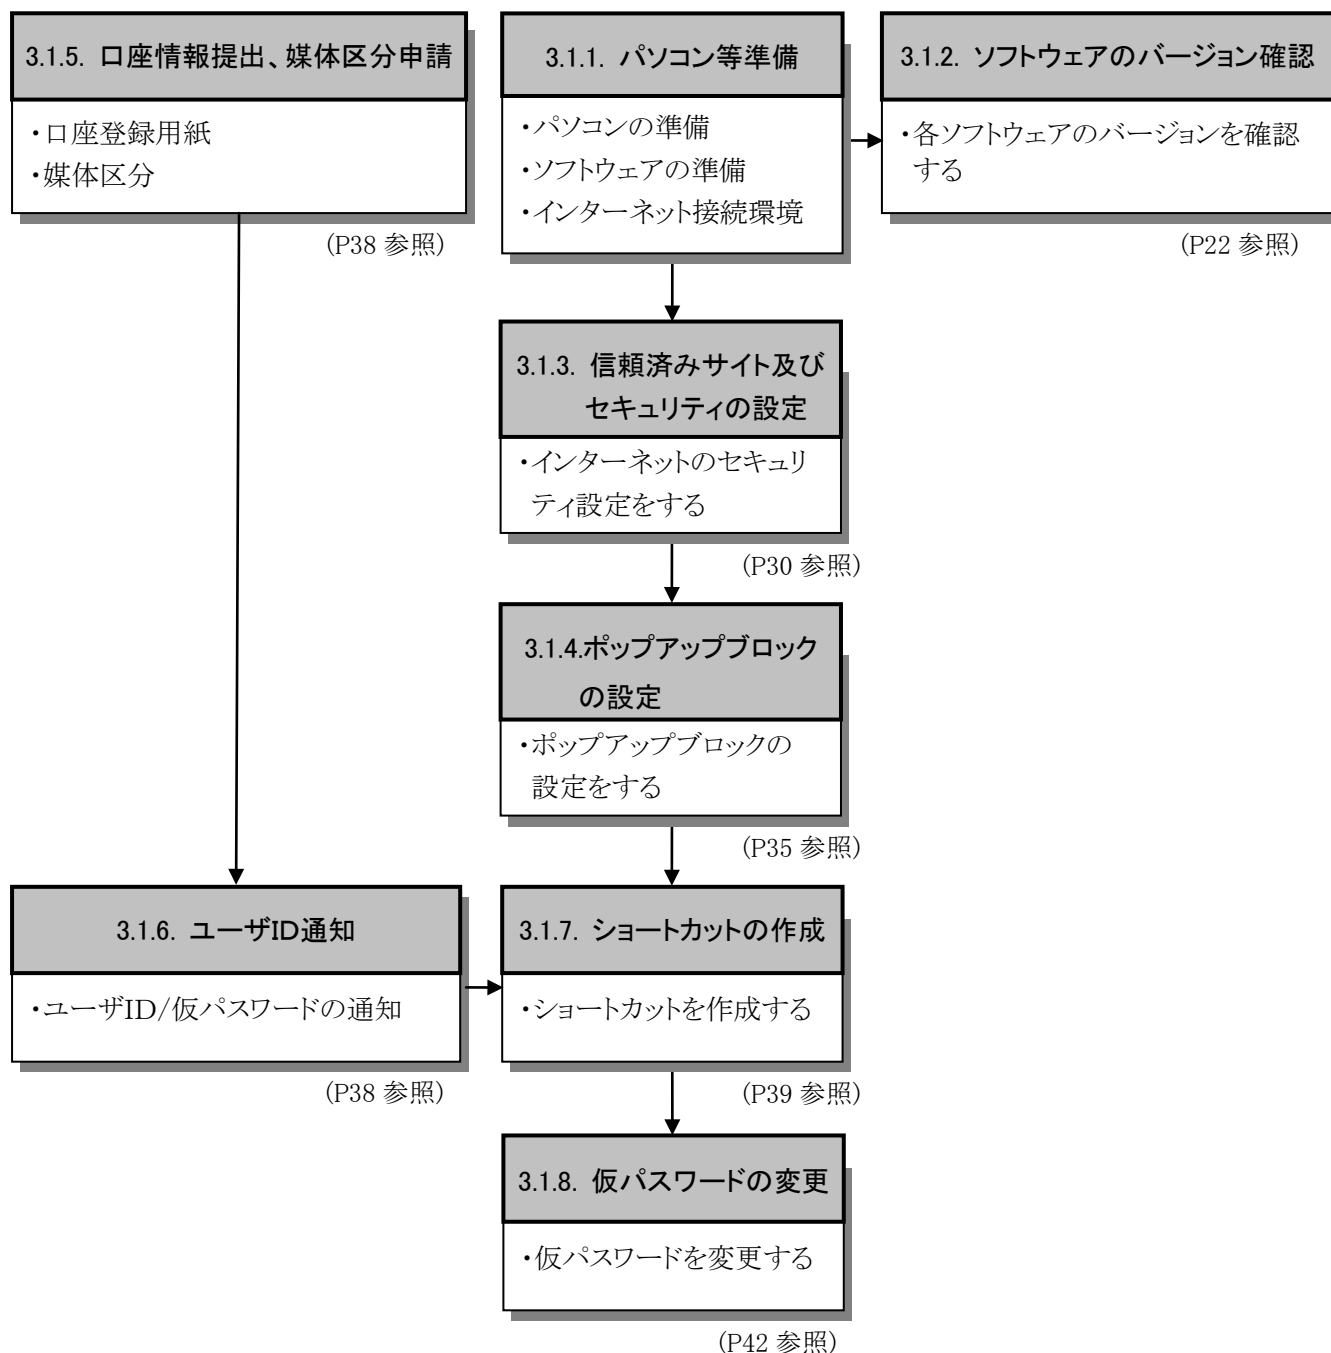 3.1.5. 口座情報提出、媒体区分申請
・口座登録用紙
・媒体区分
(P38 参照)
3.1.1. パソコン等準備
・パソコンの準備
・ソフトウェアの準備
・インターネット接続環境
3.1.2. ソフトウェアのバージョン確認
・各ソフトウェアのバージョンを確認
する
(P22 参照)
3.1.3. 信頼済みサイト及び
セキュリティの設定
・インターネットのセキュリ
ティ設定をする
(P30 参照)
3.1.4.ポップアップブロック
の設定
・ポップアップブロックの
設定をする
(P35 参照)
3.1.6. ユーザID通知
・ユーザID/仮パスワードの通知
(P38 参照)
3.1.7. ショートカットの作成
・ショートカットを作成する
(P39 参照)
3.1.8. 仮パスワードの変更
・仮パスワードを変更する
(P42 参照)